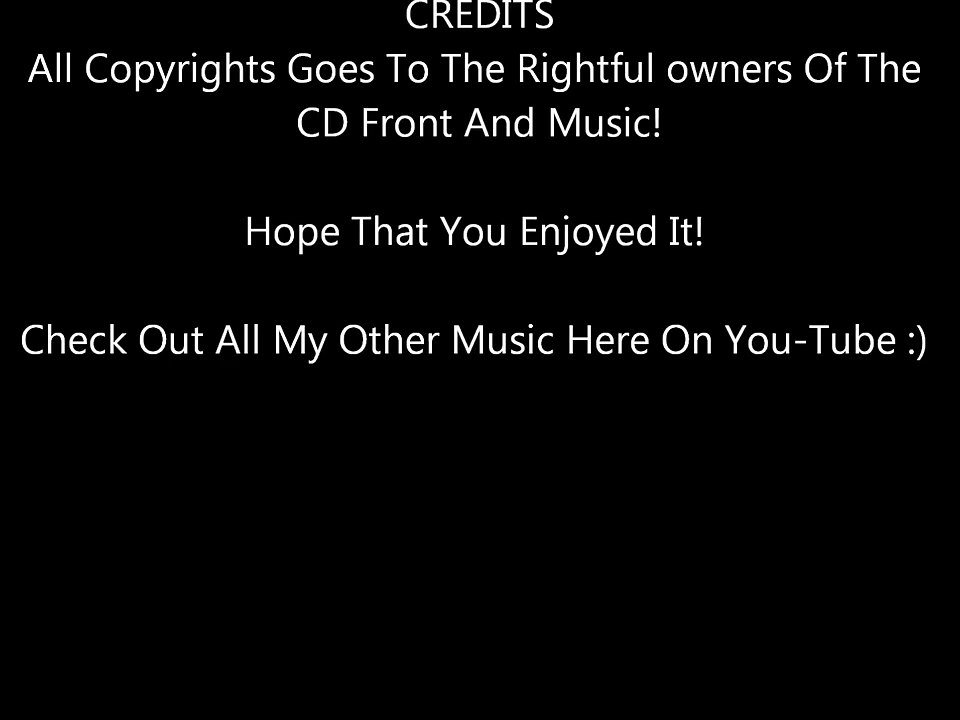 CREDITS
All Copyrights Goes To The Rightful owners Of The
CD Front And Music!
Hope That You Enjoyed It!
Check Out All My Other Music Here On You-Tube :)